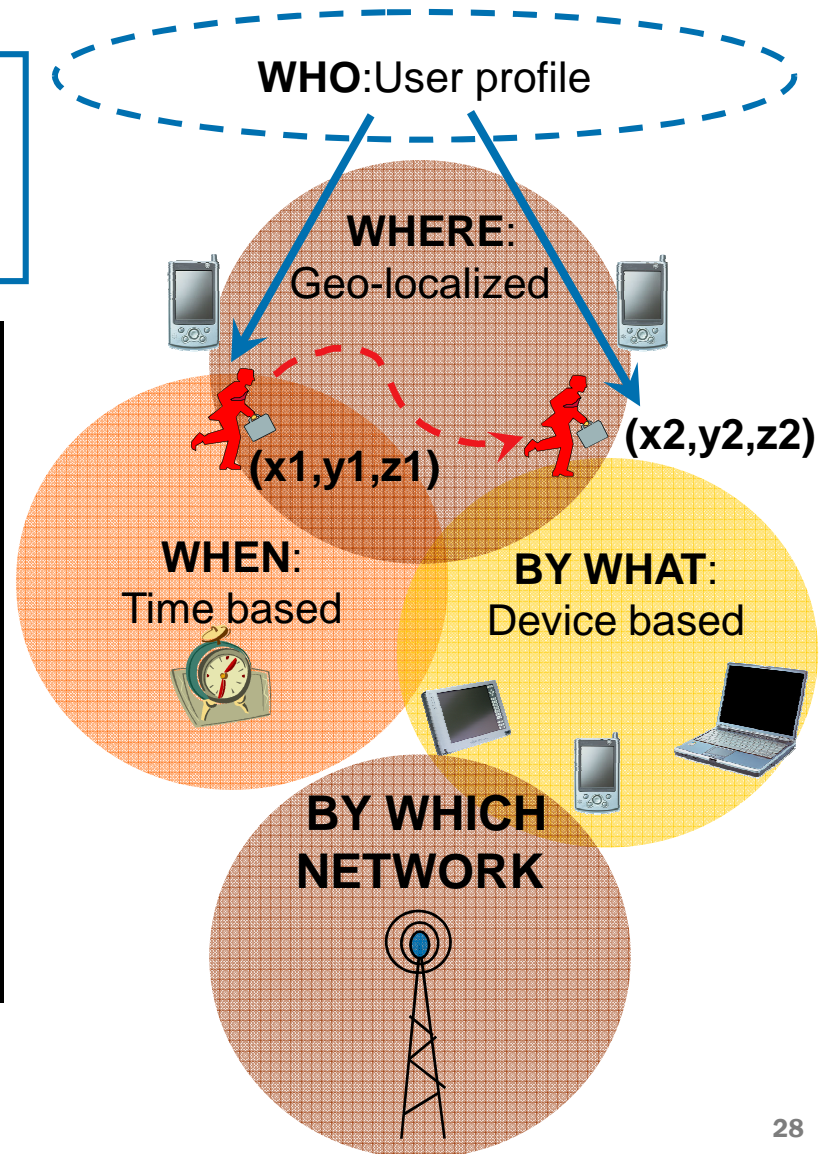 WHO:User profile
WHERE:
Geo-localized
(x2,y2,z2)
(x1,y1,z1)
WHEN:
Time based
BY WHAT:
Device based
BY WHICH
NETWORK
28